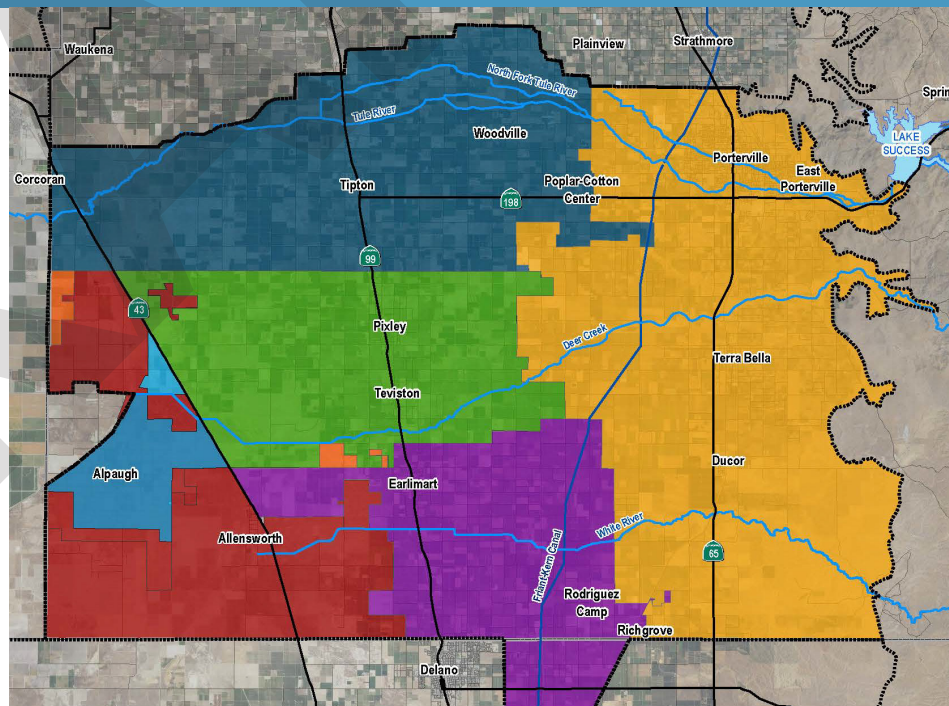 Waukena
Plainview
Strathmore
North Fork Tule River
Tule River
Woodville
LAKE
SUCCESS
Porterville
Corcoran
Tipton
Poplar-Cotton
Center
East
Porterville
198
99
43
Pixley
Deer Creek
Terra Bella
Teviston
Alpaugh
Earlimart
Ducor
Allensworth
White River
65
Friant-Kern Canal
Rodriguez
Camp
Richgrove
Delano